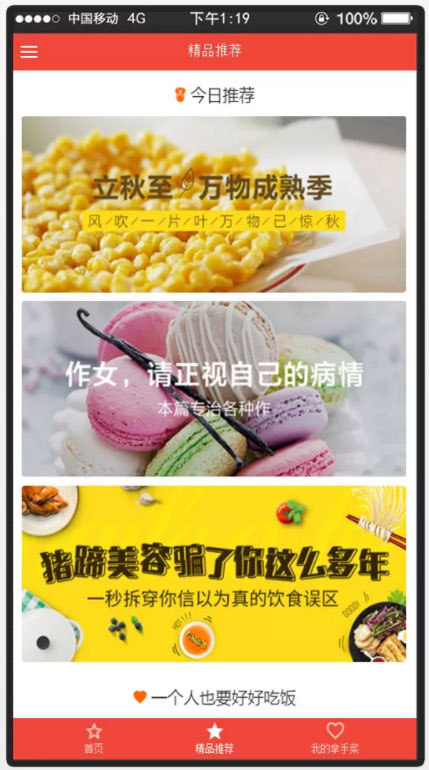 中国移动 4G 下午1:19 100%
精品推荐
今日推荐
立秋至 万物成熟季
风/吹/一/片/叶/万/物/已/惊/秋
作女，请正视自己的病情
本篇专治各种作
猪蹄美容骗了你这么多年
一秒拆穿你信以为真的饮食误区
HOT!!
GOOD!
一个人也要好好吃饭
首页 精品推荐 我的拿手菜